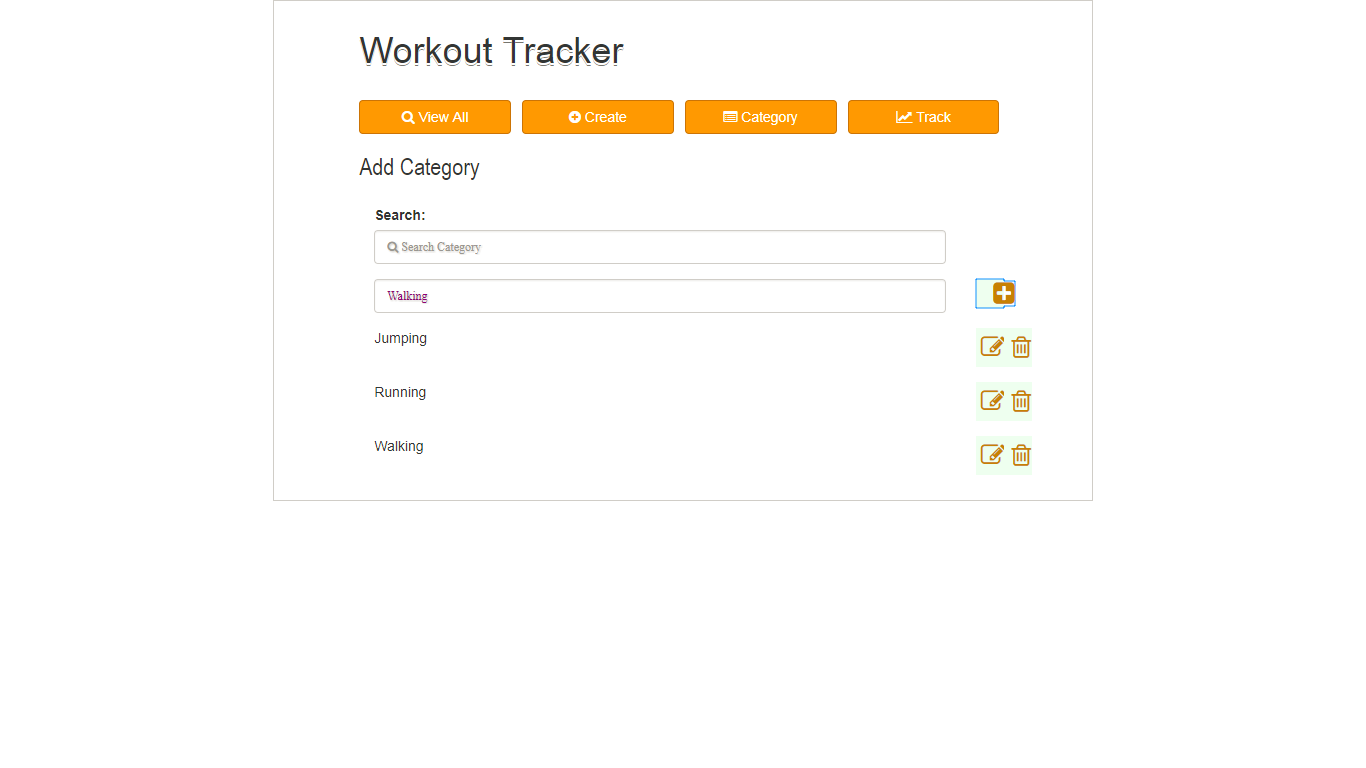 Workout Tracker
View All Create Category Track
Add Category
Search:
Search Category
Walking
Jumping
Running
Walking